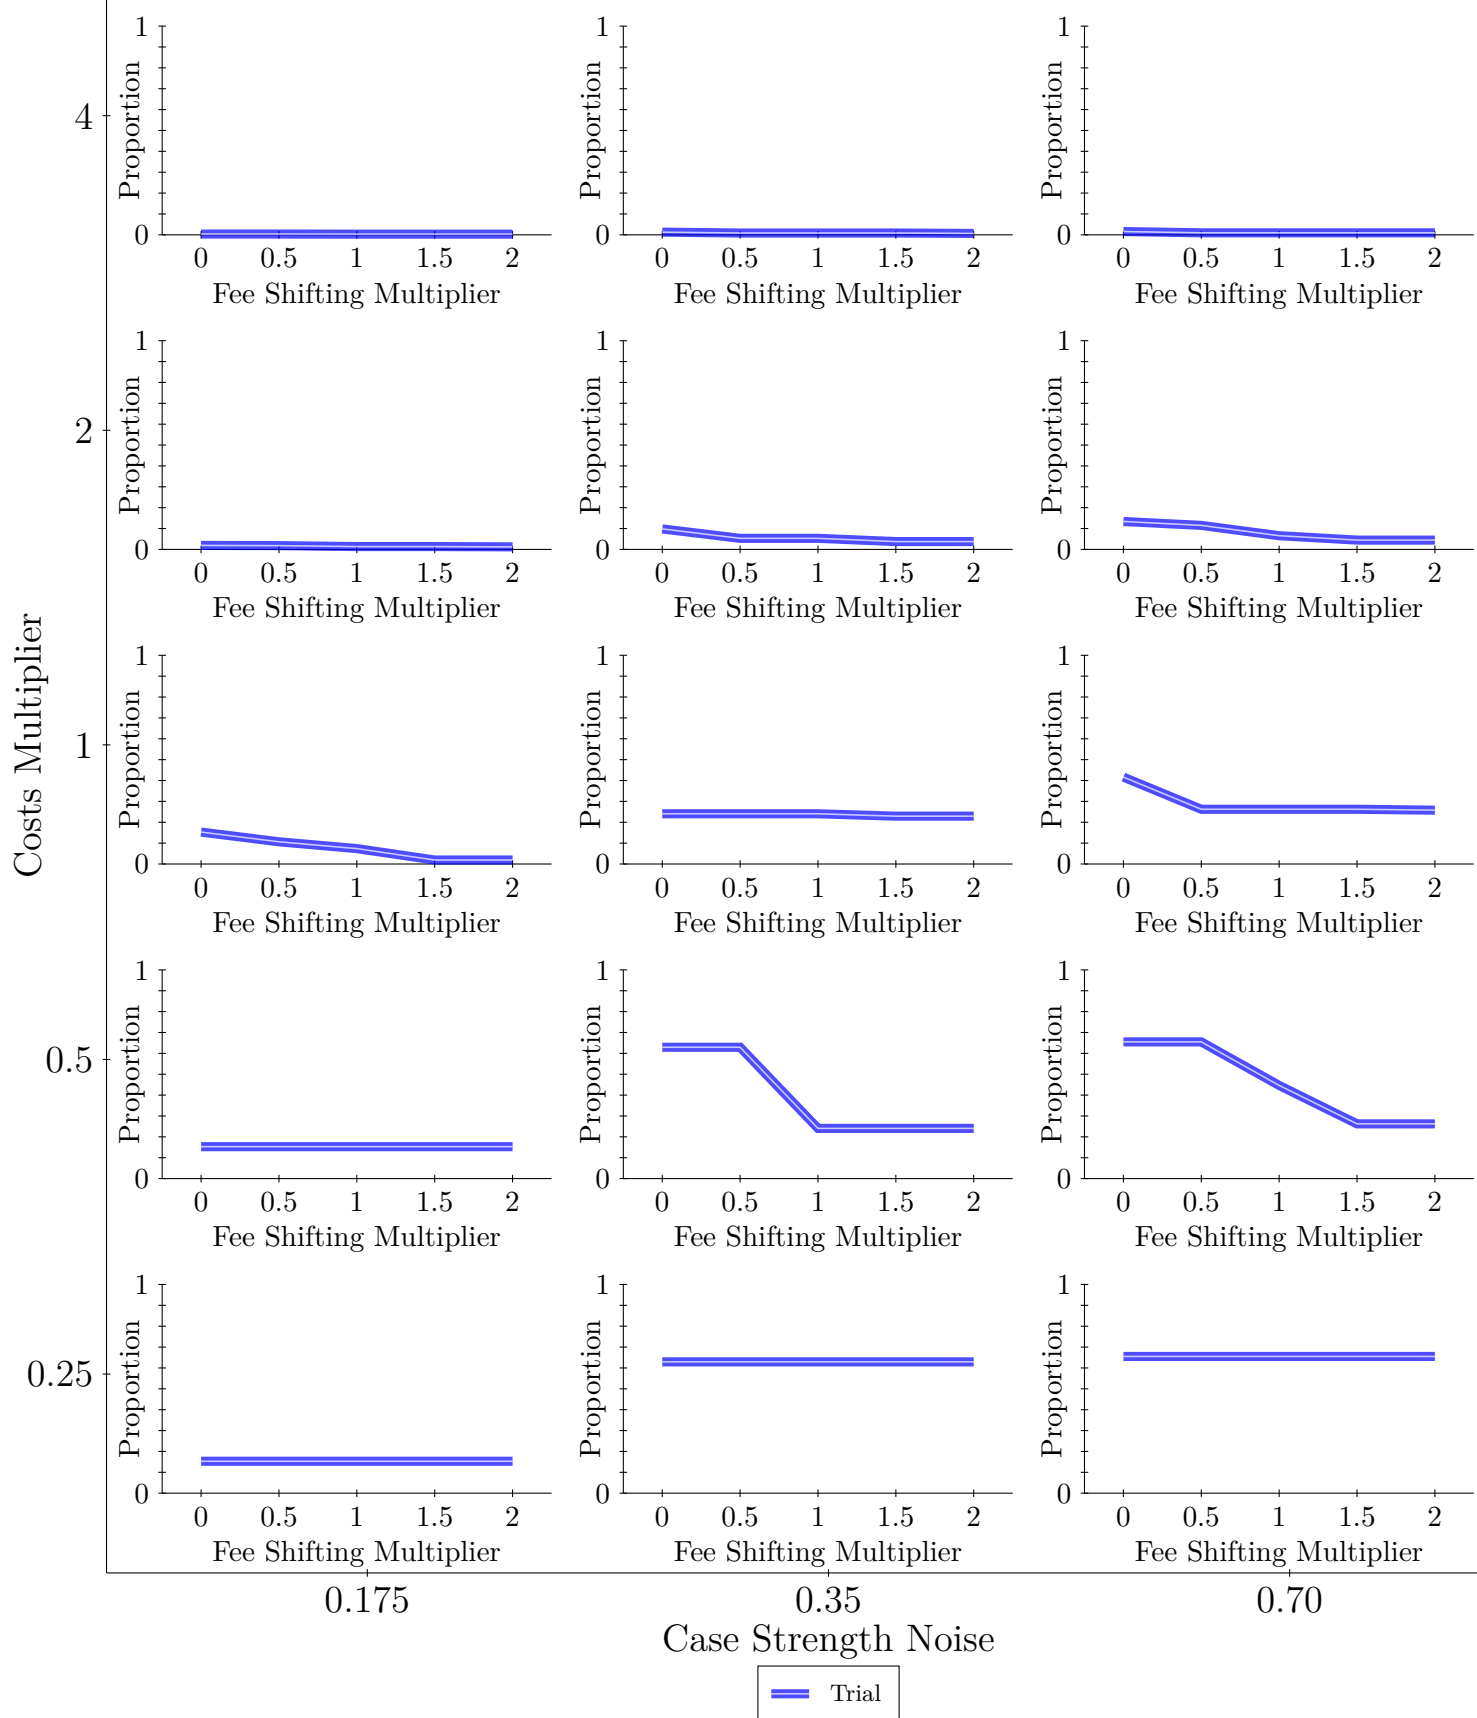 1 1 1
Proportion Proportion Proportion
4
0 0 0
0 0.5 1 1.5 2 0 0.5 1 1.5 2 0 0.5 1 1.5 2
Fee Shifting Multiplier Fee Shifting Multiplier Fee Shifting Multiplier
1 1 1
Proportion Proportion Proportion
2
0 0 0
0 0.5 1 1.5 2 0 0.5 1 1.5 2 0 0.5 1 1.5 2
Fee Shifting Multiplier Fee Shifting Multiplier Fee Shifting Multiplier
Costs Multiplier
1 1 1
Proportion Proportion Proportion
1
0 0 0
0 0.5 1 1.5 2 0 0.5 1 1.5 2 0 0.5 1 1.5 2
Fee Shifting Multiplier Fee Shifting Multiplier Fee Shifting Multiplier
1 1 1
Proportion Proportion Proportion
0.5
0 0 0
0 0.5 1 1.5 2 0 0.5 1 1.5 2 0 0.5 1 1.5 2
Fee Shifting Multiplier Fee Shifting Multiplier Fee Shifting Multiplier
1 1 1
Proportion Proportion Proportion
0.25
0 0 0
0 0.5 1 1.5 2 0 0.5 1 1.5 2 0 0.5 1 1.5 2
Fee Shifting Multiplier Fee Shifting Multiplier Fee Shifting Multiplier
0.175 0.35 0.70
Case Strength Noise
Trial